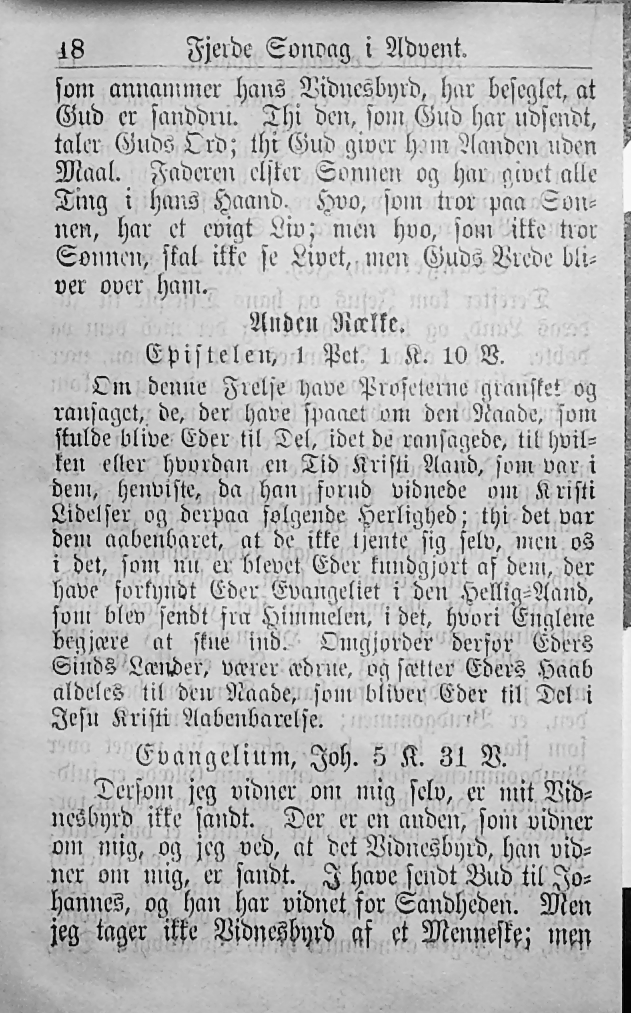 18 Fjerde Søndag i Advent.
som annammer hans Vidnesbyrd, har beseglet, at
Gud er sanddru. Thi den, som Gud har udsendt,
taler Guds Ord; thi Gud giver ham Aanden uden
Maal. Faderen elsker Sønnen og har givet alle
Ting i hans Haand. Hvo, som tror paa Søn-
nen, har et evigt Liv; men hvo, som ikke tror
Sønnen, skal ikke se Livet, men Guds Vrede bli-
ver over ham.
Anden Række.
Epistelen, 1 Pet. 1 K. 10 V.
Om denne Frelse have Profeterne gransket og
ransaget, de, der have spaaet om den Naade, som
skulde blive Eder til Del, idet de ransagede, til hvil-
ken eller hvordan en Tid Kristi Aand, som var i
dem, henviste, da han forud vidnede om Kristi
Lidelser og derpaa følgende Herlighed; thi det var
dem aabenbaret, at de ikke tjente sig selv, men os
i det, som nu er blevet Eder kundgjort af dem, der
have forkyndt Eder Evangeliet i den Hellig-Aand,
som blev sendt fra Himmelen, i det, hvori Englene
begjære at skue ind. Omgjorder derfor Eders
Sinds Lænder, værer ædrue, og sætter Eders Haab
aldeles til den Naade, som bliver Eder til Del i
Jesu Kristi Aabenbarelse.
Evangelium, Joh. 5 K. 31 V.
Dersom jeg vidner om mig selv, er mit Vid-
nesbyrd ikke sandt. Der er en anden, som vidner
om mig, og jeg ved, at det Vidnesbyrd, han vid-
ner om mig, er sandt. I have sendt Bud til Jo-
hannes, og han har vidnet for Sandheden. Men
jeg tager ikke Vidnesbyrd af et Menneske; men